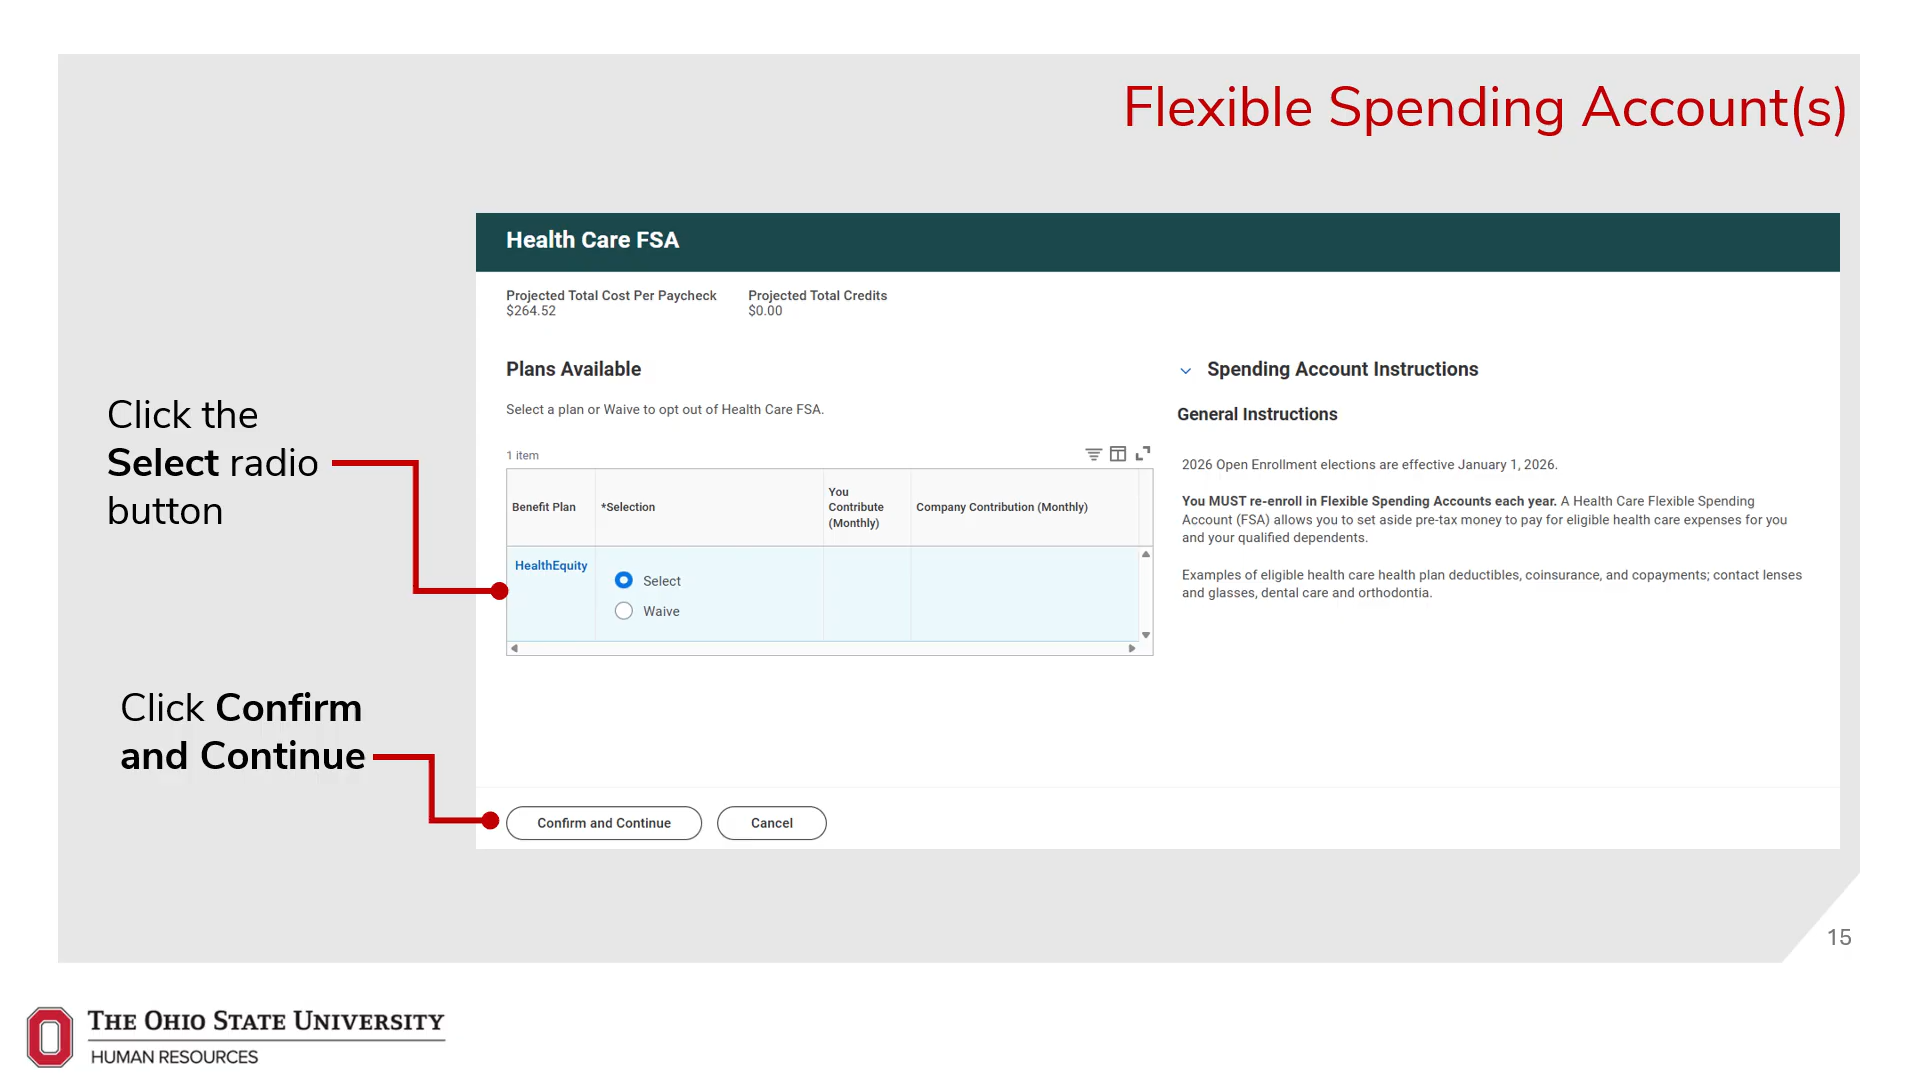 Flexible Spending Account(s)
Health Care FSA
Projected Total Cost Per Paycheck
$264.52
Projected Total Credits
$0.00
Plans Available
Select a plan or Waive to opt out of Health Care FSA.
1 item
Benefit Plan
*Selection
You
Contribute
(Monthly)
Company Contribution (Monthly)
HealthEquity
Select
Waive
Spending Account Instructions
General Instructions
2026 Open Enrollment elections are effective January 1, 2026.
You MUST re-enroll in Flexible Spending Accounts each year. A Health Care Flexible Spending
Account (FSA) allows you to set aside pre-tax money to pay for eligible health care expenses for you
and your qualified dependents.
Examples of eligible health care health plan deductibles, coinsurance, and copayments; contact lenses
and glasses, dental care and orthodontia.
Click the
Select radio
button
Click Confirm
and Continue
Confirm and Continue
Cancel
15
THE OHIO STATE UNIVERSITY
HUMAN RESOURCES